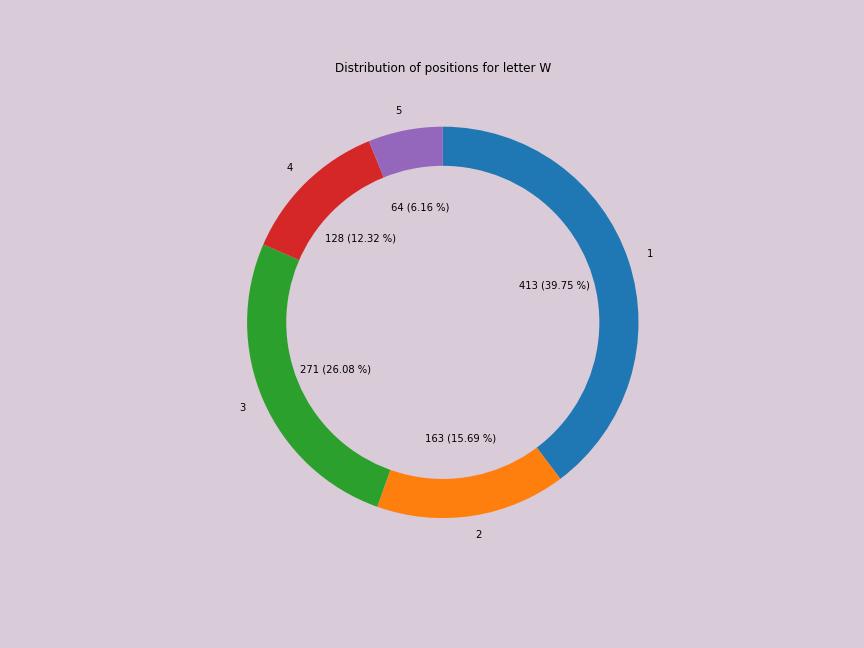 Distribution of positions for letter W
5
4
64 (6.16 %)
128 (12.32 %)
1
413 (39.75 %)
271 (26.08 %)
3
163 (15.69 %)
2